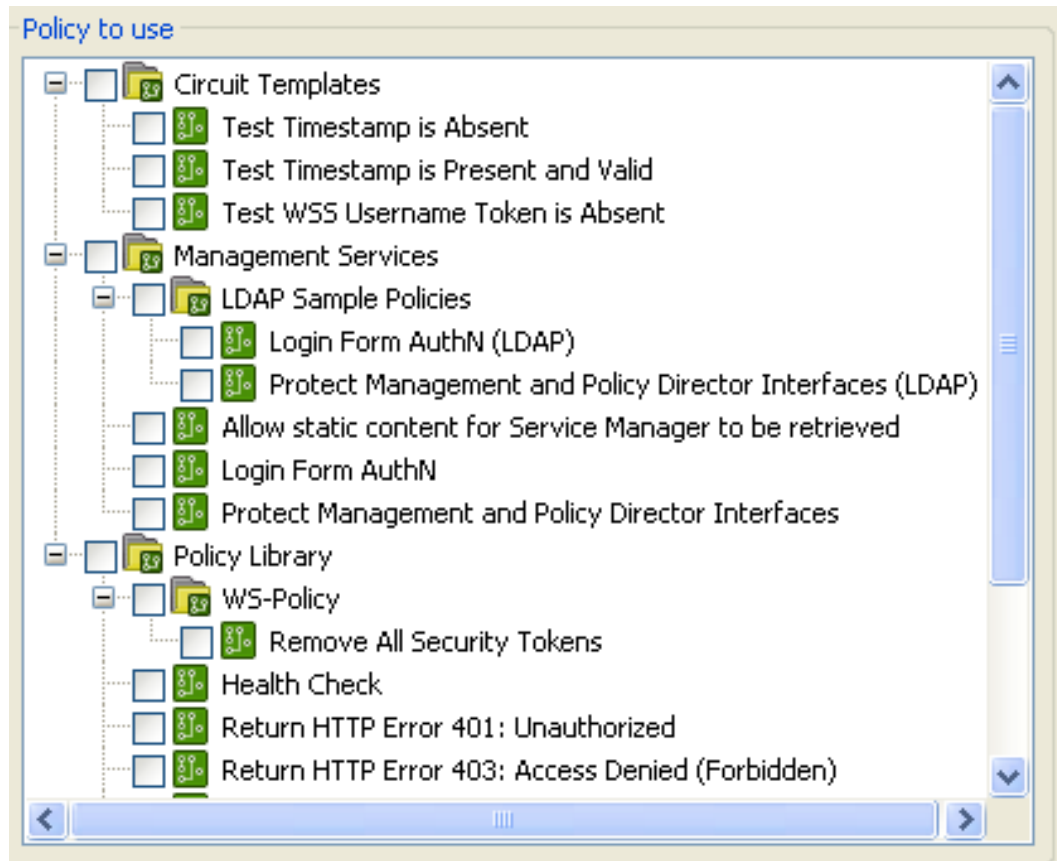 Policy to use
Circuit Templates
Test Timestamp is Absent
Test Timestamp is Present and Valid
Test WSS Username Token is Absent
Management Services
LDAP Sample Policies
Login Form AuthN (LDAP)
Protect Management and Policy Director Interfaces (LDAP)
Allow static content for Service Manager to be retrieved
Login Form AuthN
Protect Management and Policy Director Interfaces
Policy Library
WS-Policy
Remove All Security Tokens
Health Check
Return HTTP Error 401: Unauthorized
Return HTTP Error 403: Access Denied (Forbidden)